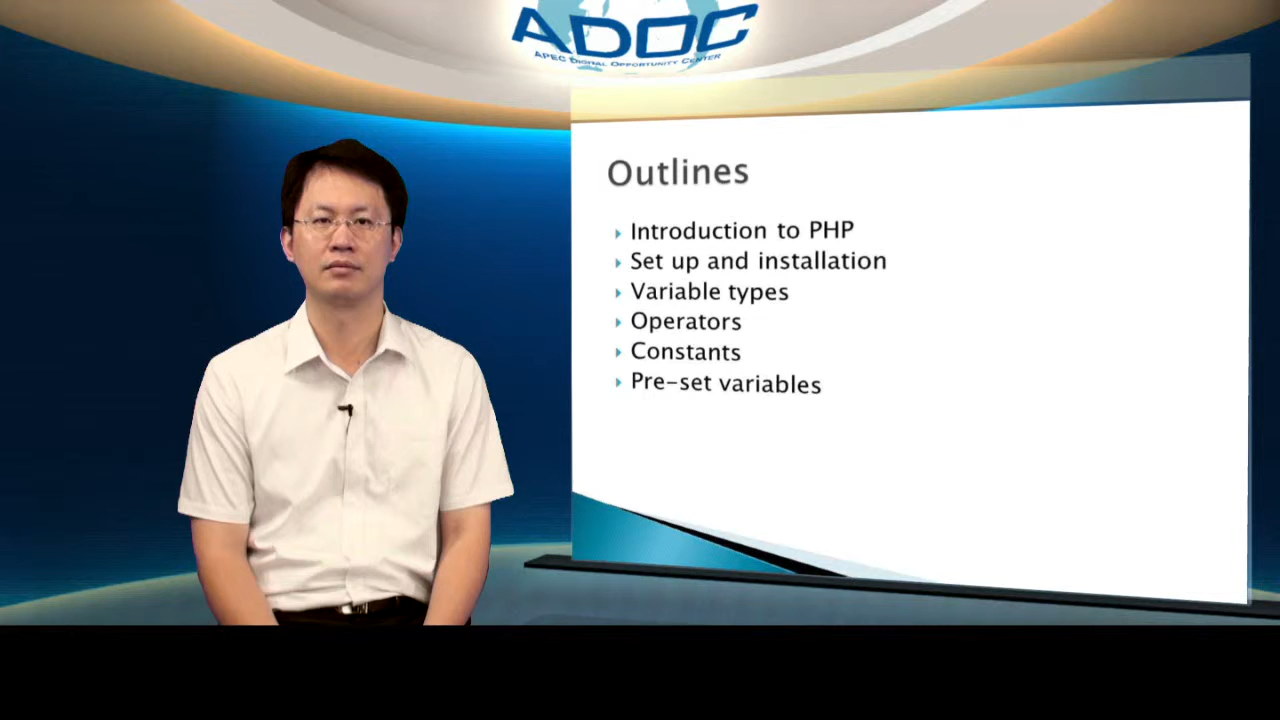 ADOC
APEC DIGITAL OPPORTUNITY CENTER
Outlines
Introduction to PHP
Set up and installation
Variable types
Operators
Constants
Pre-set variables